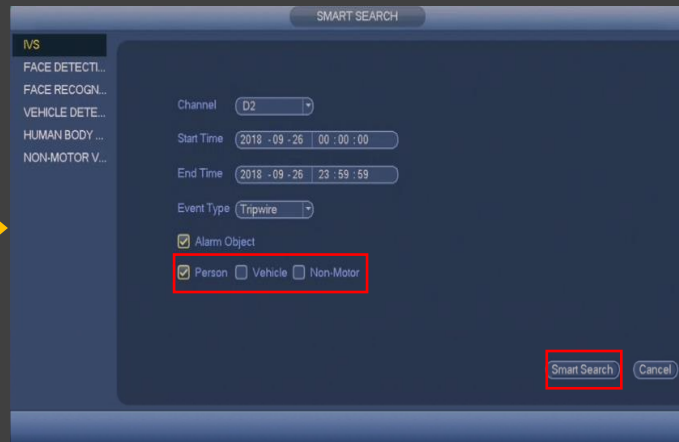 SMART SEARCH
IVS
FACE DETECTI...
FACE RECOGN...
VEHICLE DETE...
HUMAN BODY ...
NON-MOTOR V...
Channel D2
Start Time 2018 - 09 - 26 00 : 00 : 00
End Time 2018 - 09 - 26 23 : 59 : 59
Event Type Tripwire
Alarm Object
Person Vehicle Non-Motor
Smart Search Cancel